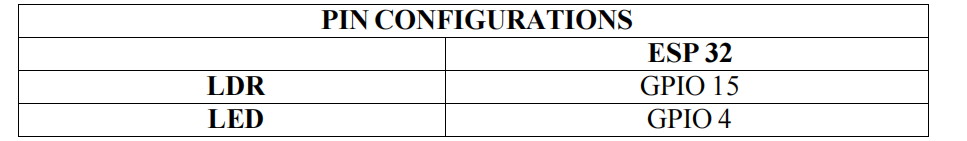 PIN CONFIGURATIONS
ESP 32
LDR GPIO 15
LED GPIO 4